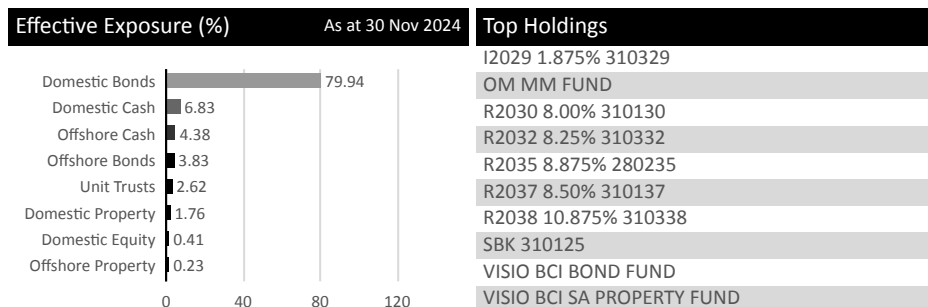 Effective Exposure (%) As at 30 Nov 2024
Domestic Bonds 79.94
Domestic Cash 6.83
Offshore Cash 4.38
Offshore Bonds 3.83
Unit Trusts 2.62
Domestic Property 1.76
Domestic Equity 0.41
Offshore Property 0.23
0 40 80 120
Top Holdings
I2029 1.875% 310329
OM MM FUND
R2030 8.00% 310130
R2032 8.25% 310332
R2035 8.875% 280235
R2037 8.50% 310137
R2038 10.875% 310338
SBK 310125
VISIO BCI BOND FUND
VISIO BCI SA PROPERTY FUND